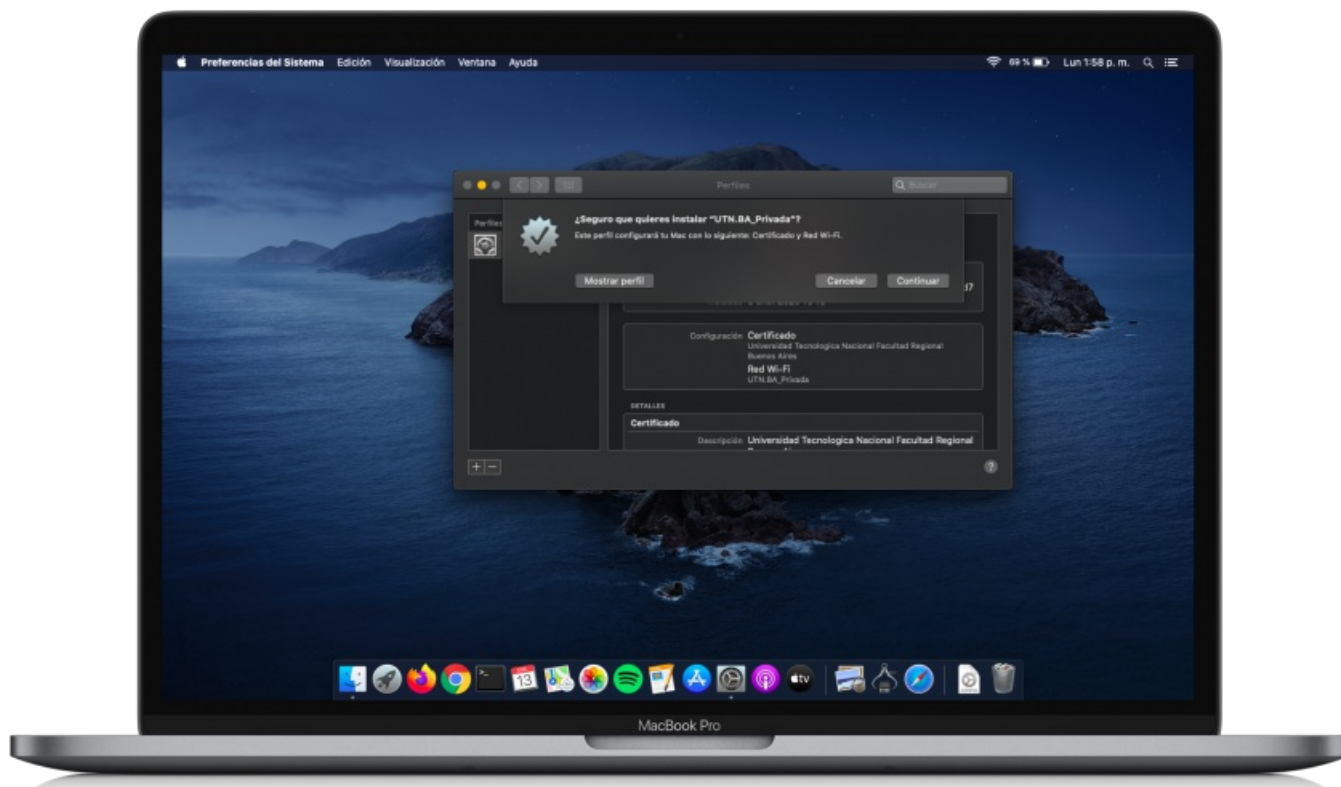 Preferencias del Sistema Edición Visualización Ventana Ayuda
69 % Lun 1:58 p. m.
Perfiles
Buscar
Perfiles
¿Seguro que quieres instalar "UTN.BA_Privada"?
Este perfil configurará tu Mac con lo siguiente: Certificado y Red Wi-Fi.
Mostrar perfil Cancelar Continuar
Configuración Certificado
Universidad Tecnologica Nacional Facultad Regional
Buenos Aires
Red Wi-Fi
UTN.BA_Privada
DETALLES
Certificado
Descripción Universidad Tecnologica Nacional Facultad Regional
13
tv
MacBook Pro